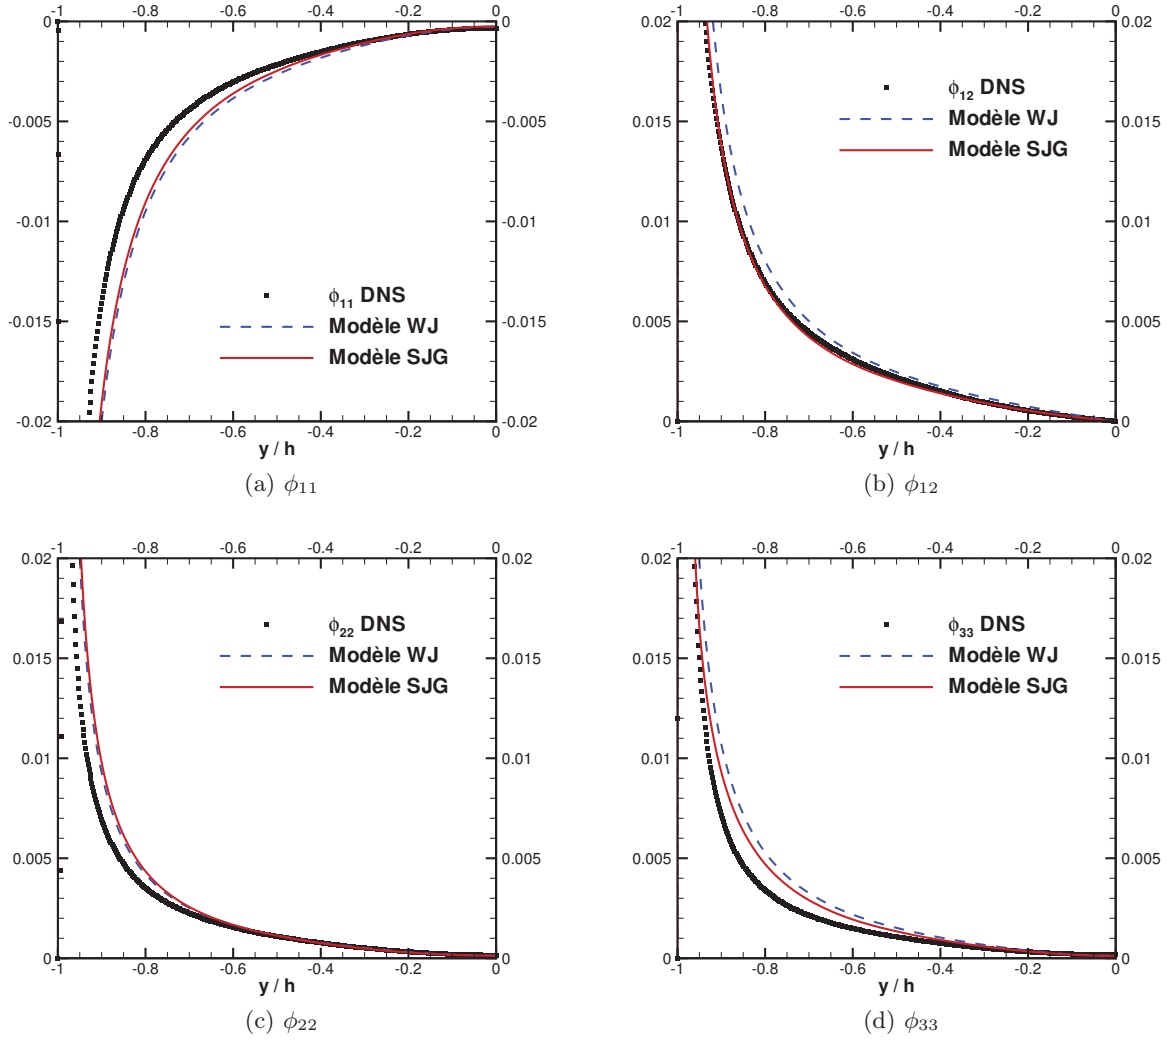 -1 -0.8 -0.6 -0.4 -0.2 0
0 0
-0.005 -0.005
-0.01 -0.01
-0.015 -0.015
-0.02 -0.02
ϕ11 DNS
Modèle WJ
Modèle SJG
-1 -0.8 -0.6 -0.4 -0.2 0
y / h
(a) ϕ11
-1 -0.8 -0.6 -0.4 -0.2 0
0.02 0.02
0.015 0.015
0.01 0.01
0.005 0.005
0 0
ϕ12 DNS
Modèle WJ
Modèle SJG
-1 -0.8 -0.6 -0.4 -0.2 0
y / h
(b) ϕ12
-1 -0.8 -0.6 -0.4 -0.2 0
0.02 0.02
0.015 0.015
0.01 0.01
0.005 0.005
0 0
ϕ22 DNS
Modèle WJ
Modèle SJG
-1 -0.8 -0.6 -0.4 -0.2 0
y / h
(c) ϕ22
-1 -0.8 -0.6 -0.4 -0.2 0
0.02 0.02
0.015 0.015
0.01 0.01
0.005 0.005
0 0
ϕ33 DNS
Modèle WJ
Modèle SJG
-1 -0.8 -0.6 -0.4 -0.2 0
y / h
(d) ϕ33